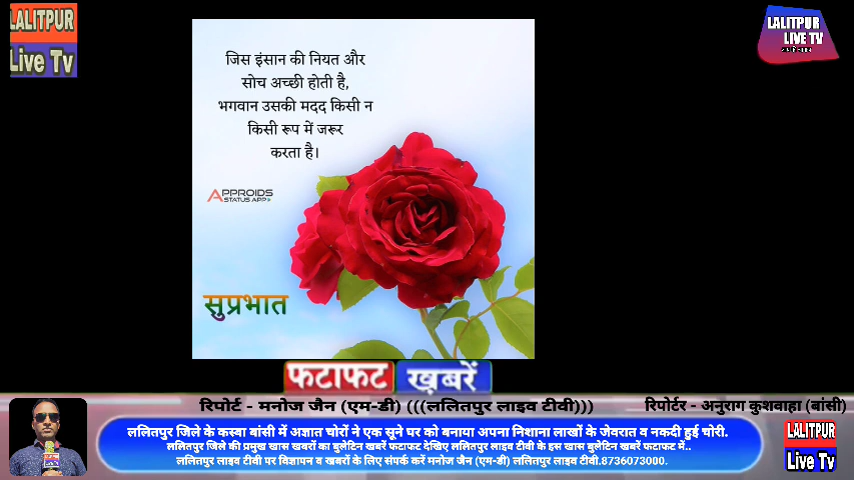 LALITPUR
Live Tv
LALITPUR
LIVE TV
जिस इंसान की नियत और
सोच अच्छी होती है,
भगवान उसकी मदद किसी न
किसी रूप में जरूर
करता है।
APPROIDS
STATUS APP
सुप्रभात
फटाफट ख़बरें
रिपोर्ट - मनोज जैन (एम-डी) (((ललितपुर लाइव टीवी)))
रिपोर्टर - अनुराग कुशवाहा (बांसी)
ललितपुर जिले के कस्वा बांसी में अज्ञात चोरों ने एक सूने घर को बनाया अपना निशाना लाखों के जेवरात व नकदी हुई चोरी.
ललितपुर जिले की प्रमुख खास खबरों का बुलेटिन खबरें फटाफट देखिए ललितपुर लाइव टीवी के इस खास बुलेटिन खबरें फटाफट में..
ललितपुर लाइव टीवी पर विज्ञापन व खबरों के लिए संपर्क करें मनोज जैन (एम-डी) ललितपुर लाइव टीवी.8736073000.
LALITPUR
Live Tv